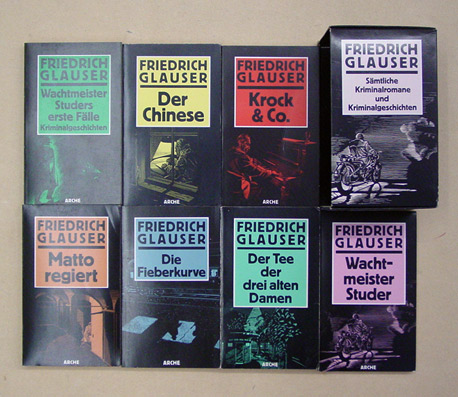 FRIEDRICH
GLAUSER
Wachtmeister
Studers
erste Fälle
Kriminalgeschichten
FRIEDRICH
GLAUSER
Der
Chinese
ARCHE
FRIEDRICH
GLAUSER
Krock
& Co.
ARCHE
FRIEDRICH
GLAUSER
Sämtliche
Kriminalromane
und
Kriminalgeschichten
FRIEDRICH
GLAUSER
Matto
regiert
ARCHE
FRIEDRICH
GLAUSER
Die
Fieberkurve
ARCHE
FRIEDRICH
GLAUSER
Der Tee
der
drei alten
Damen
ARCHE
FRIEDRICH
GLAUSER
Wacht-
meister
Studer
ARCHE